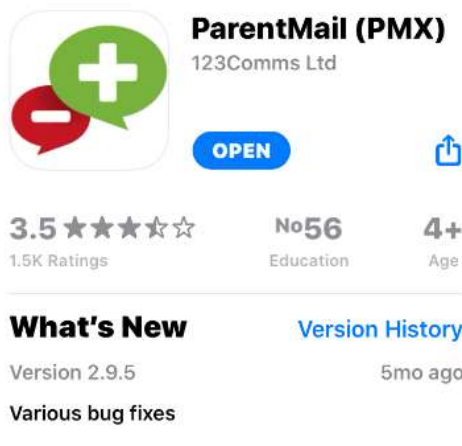 ParentMail (PMX)
123Comms Ltd
OPEN
3.5
No56
4+
1.5K Ratings
Education
Age
What's New
Version History
Version 2.9.5
5mo ago
Various bug fixes